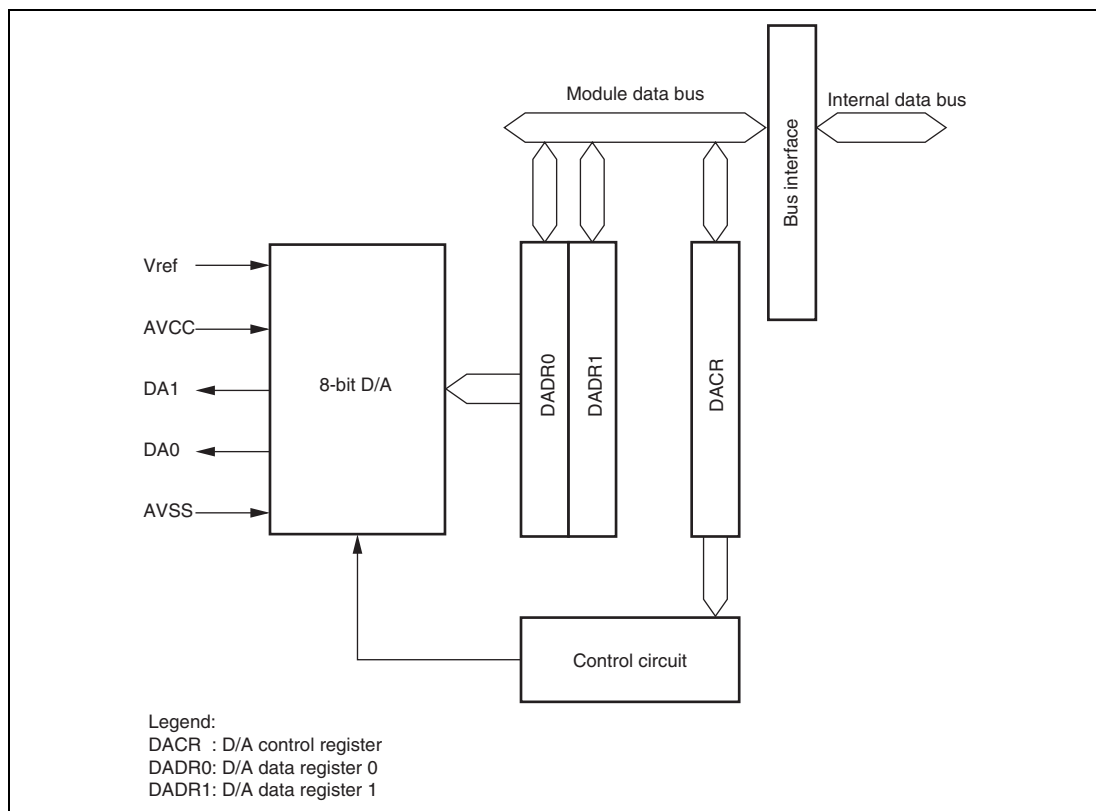 Module data bus
Internal data bus
Bus interface
Vref
AVCC
DA1
DA0
AVSS
8-bit D/A
DADR0
DADR1
DACR
Control circuit
Legend:
DACR : D/A control register
DADR0: D/A data register 0
DADR1: D/A data register 1